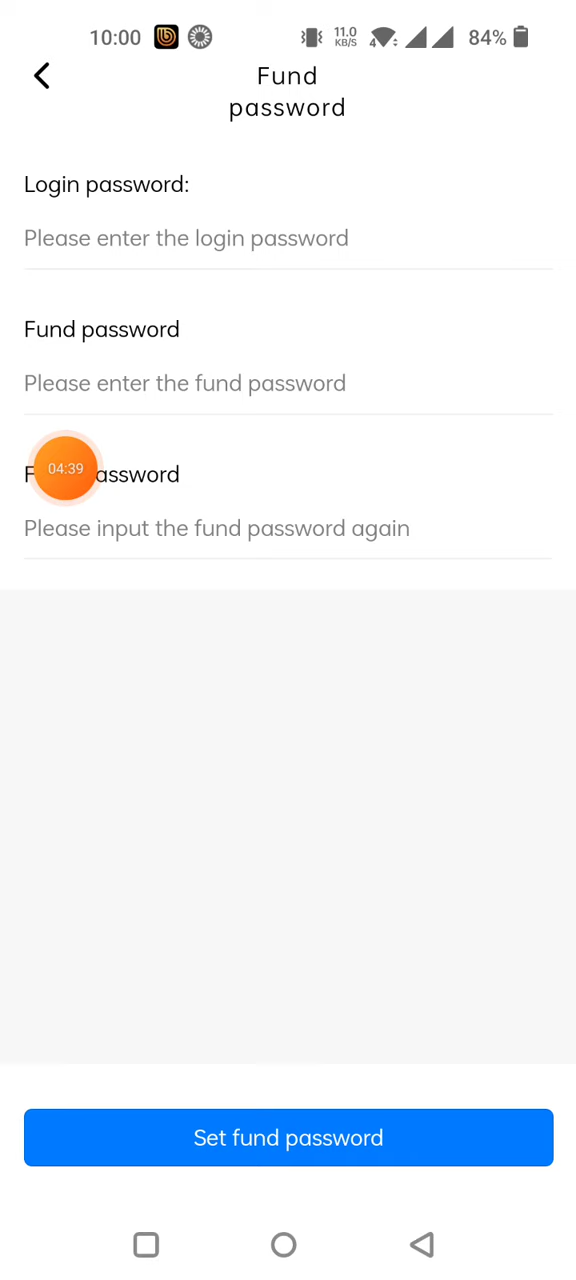 10:00 11.0 KB/S 4 84%
Fund
password
Login password:
Please enter the login password
Fund password
Please enter the fund password
F 04:39 assword
Please input the fund password again
Set fund password